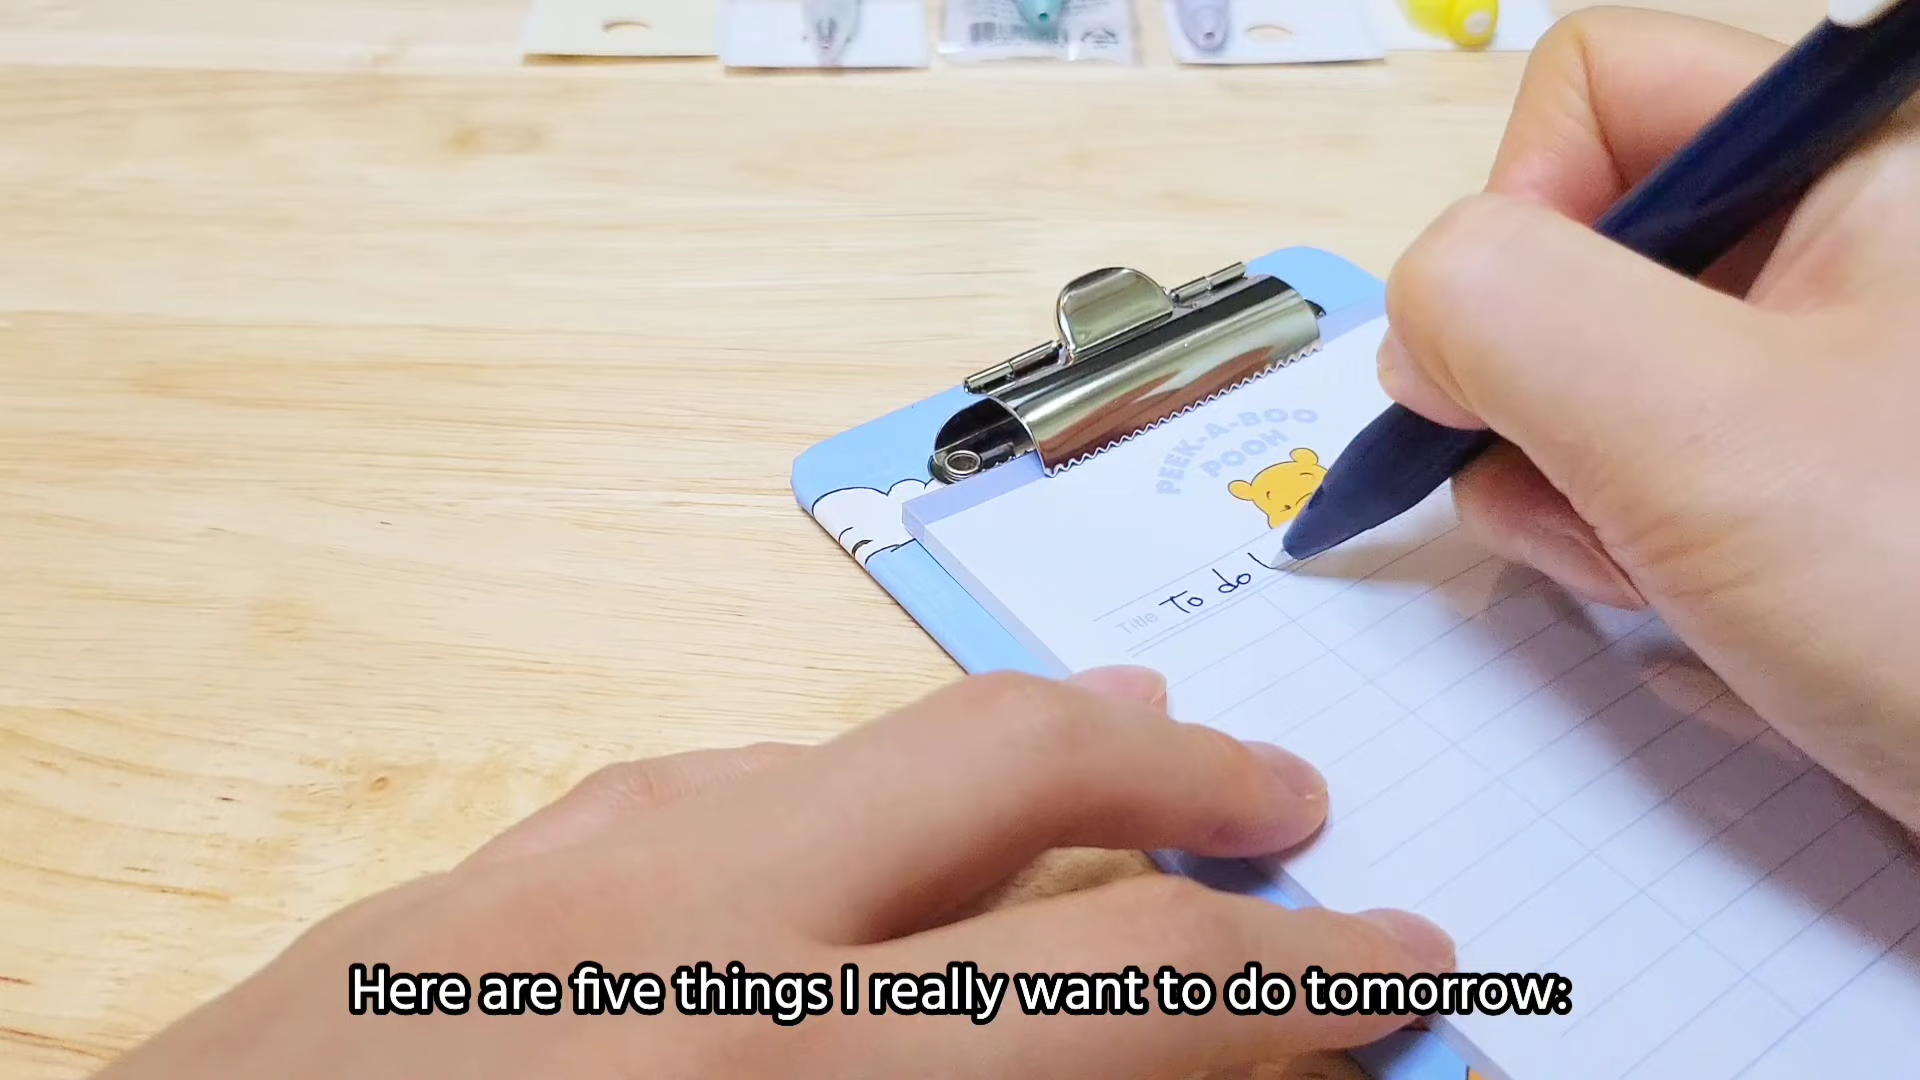 PEEK-A-BOO
POOH
Title To do l
Here are five things I really want to do tomorrow: